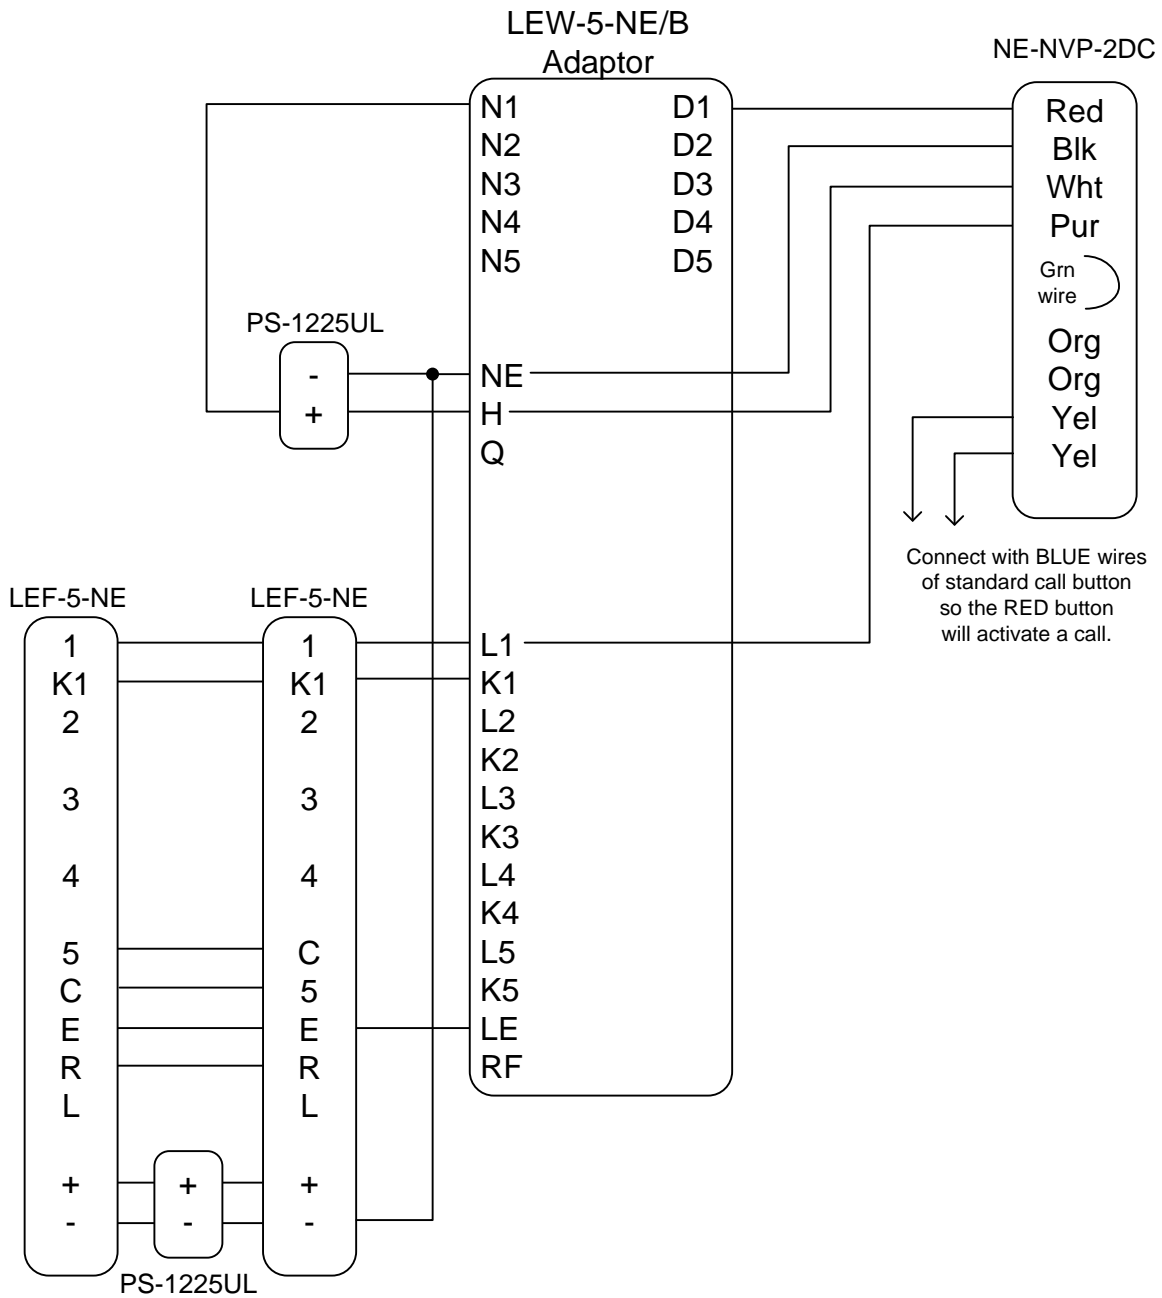 LEW-5-NE/B
Adaptor
NE-NVP-2DC
N1 D1
N2 D2
N3 D3
N4 D4
N5 D5
NE
H
Q
L1
K1
L2
K2
L3
K3
L4
K4
L5
K5
LE
RF
Red
Blk
Wht
Pur
Grn
wire
Org
Org
Yel
Yel
Connect with BLUE wires
of standard call button
so the RED button
will activate a call.
PS-1225UL
-
+
LEF-5-NE
1
K1
2
3
4
5
C
E
R
L
+
-
LEF-5-NE
1
K1
2
3
4
C
5
E
R
L
+
-
+
-
PS-1225UL